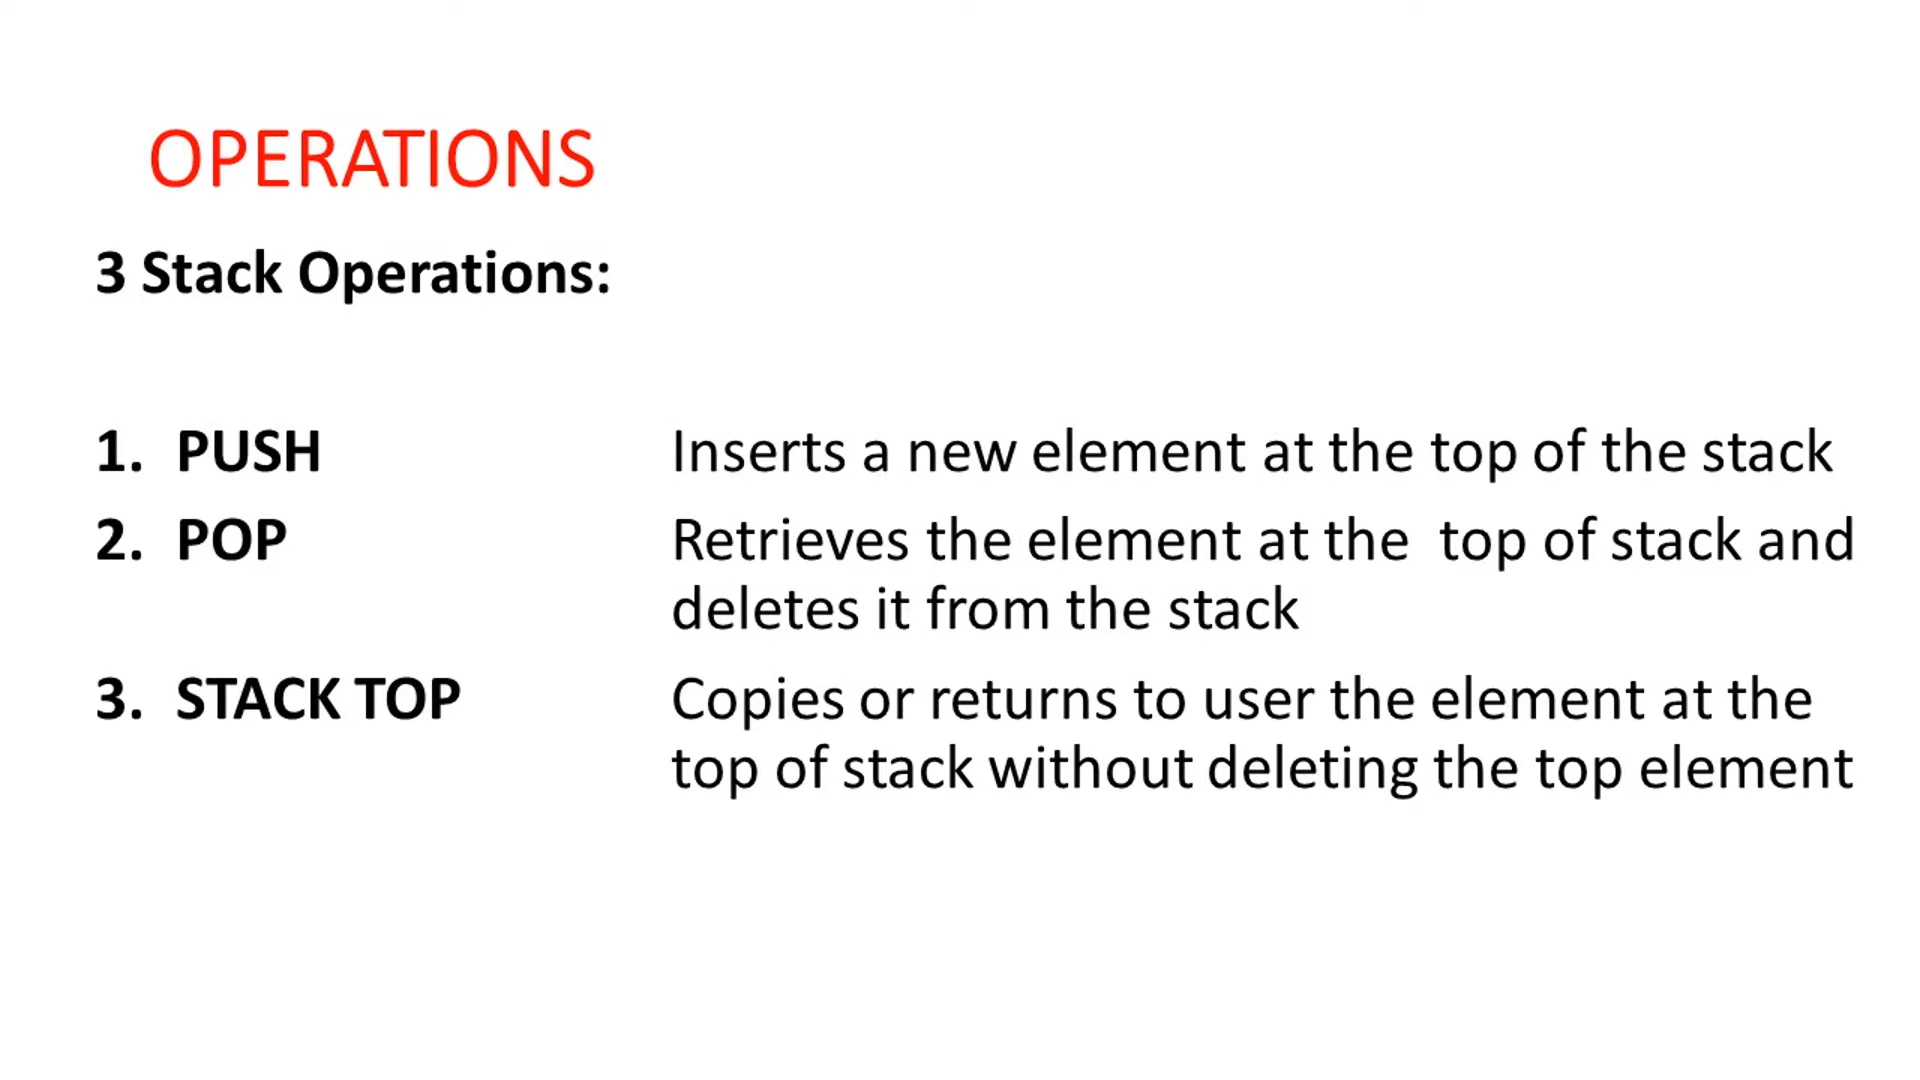 OPERATIONS
3 Stack Operations:
1. PUSH Inserts a new element at the top of the stack
2. POP Retrieves the element at the  top of stack and
deletes it from the stack
3. STACK TOP Copies or returns to user the element at the
top of stack without deleting the top element